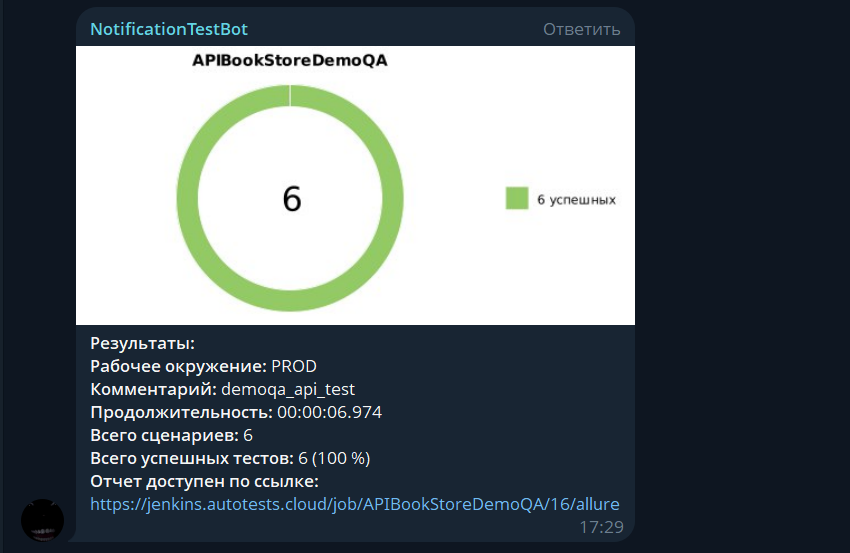 NotificationTestBot Ответить
APIBookStoreDemoQA
6
6 успешных
Результаты:
Рабочее окружение: PROD
Комментарий: demoqa_api_test
Продолжительность: 00:00:06.974
Всего сценариев: 6
Всего успешных тестов: 6 (100 %)
Отчет доступен по ссылке:
https://jenkins.autotests.cloud/job/APIBookStoreDemoQA/16/allure
17:29